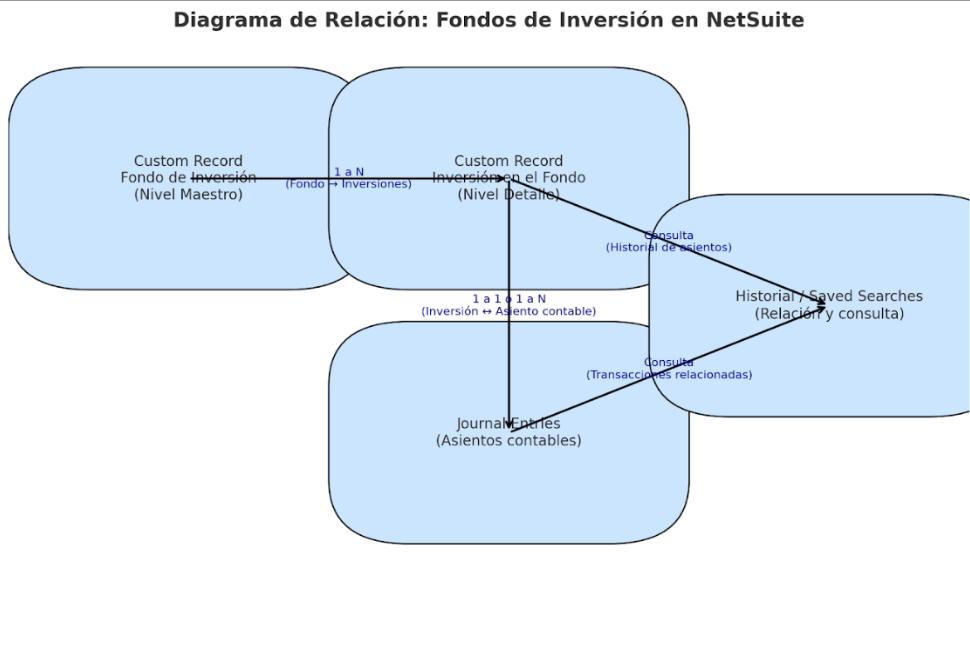 Diagrama de Relación: Fondos de Inversión en NetSuite
Custom Record
Fondo de Inversión
(Nivel Maestro)
1 a N
(Fondo → Inversiones)
Custom Record
Inversión en el Fondo
(Nivel Detalle)
Consulta
(Historial de asientos)
Historial / Saved Searches
(Relación y consulta)
1 a 1 o 1 a N
(Inversión ↔ Asiento contable)
Consulta
(Transacciones relacionadas)
Journal Entries
(Asientos contables)